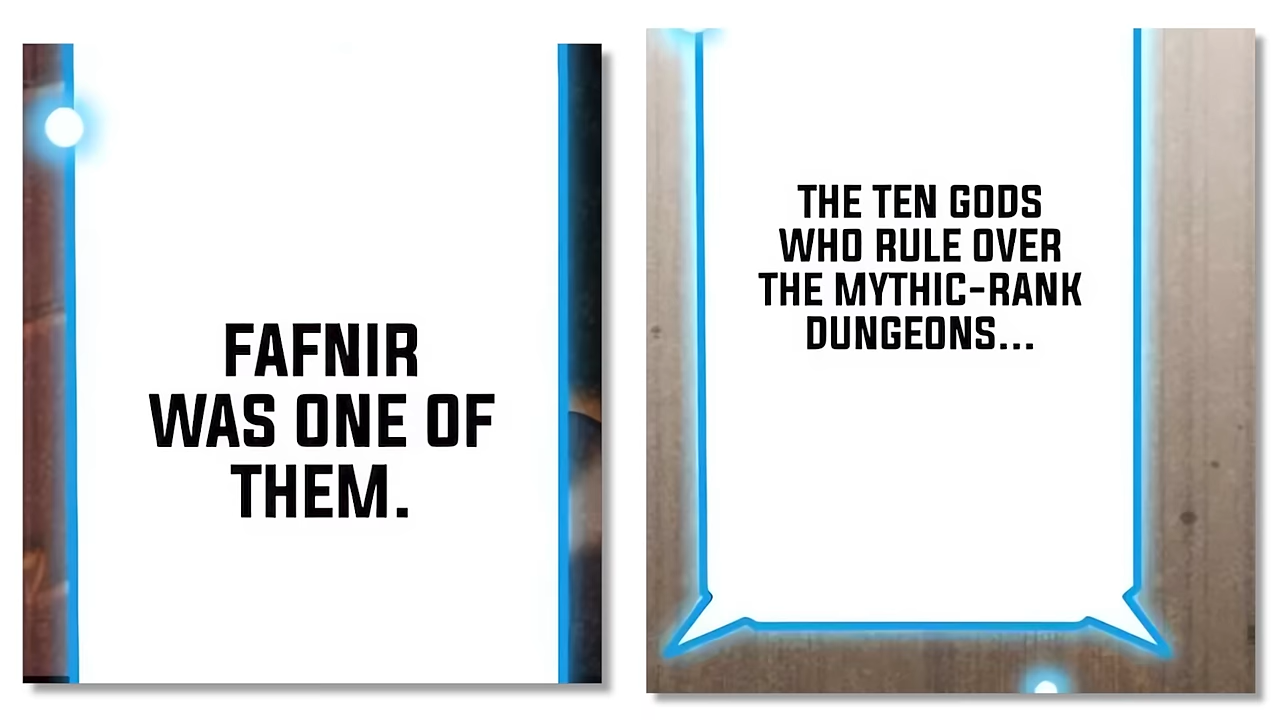 FAFNIR
WAS ONE OF
THEM.
THE TEN GODS
WHO RULE OVER
THE MYTHIC-RANK
DUNGEONS...